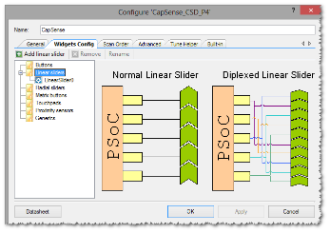 Configure 'CapSense_CSD_P4'
? ×
Name: CapSense
General Widgets Config Scan Order Advanced Tune Helper Built-in
Add linear slider Remove Rename
Buttons
Linear sliders
LinearSlider0
Radial sliders
Matrix buttons
Touchpads
Proximity sensors
Generics
Normal Linear Slider Diplexed Linear Slider
PSoC
PSoC
Datasheet OK Apply Cancel